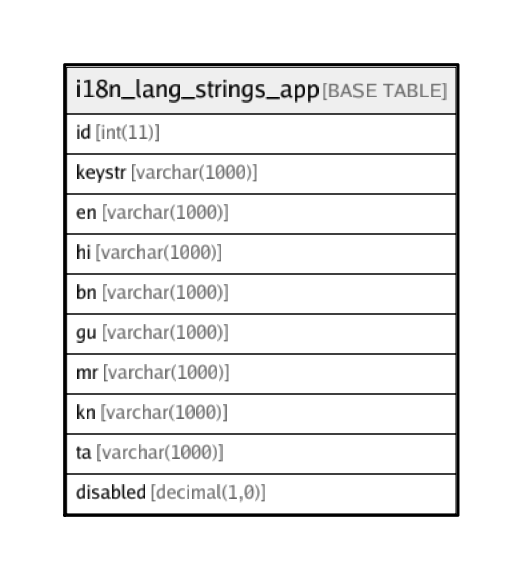 i18n_lang_strings_app [BASE TABLE]
id [int(11)]
keystr [varchar(1000)]
en [varchar(1000)]
hi [varchar(1000)]
bn [varchar(1000)]
gu [varchar(1000)]
mr [varchar(1000)]
kn [varchar(1000)]
ta [varchar(1000)]
disabled [decimal(1,0)]